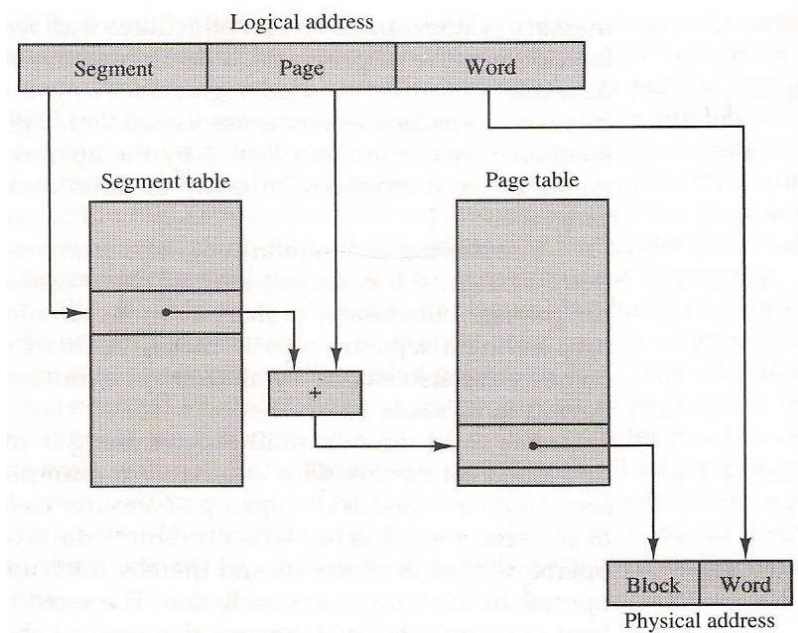 Logical address
Segment Page Word
Segment table
Page table
+
Block Word
Physical address